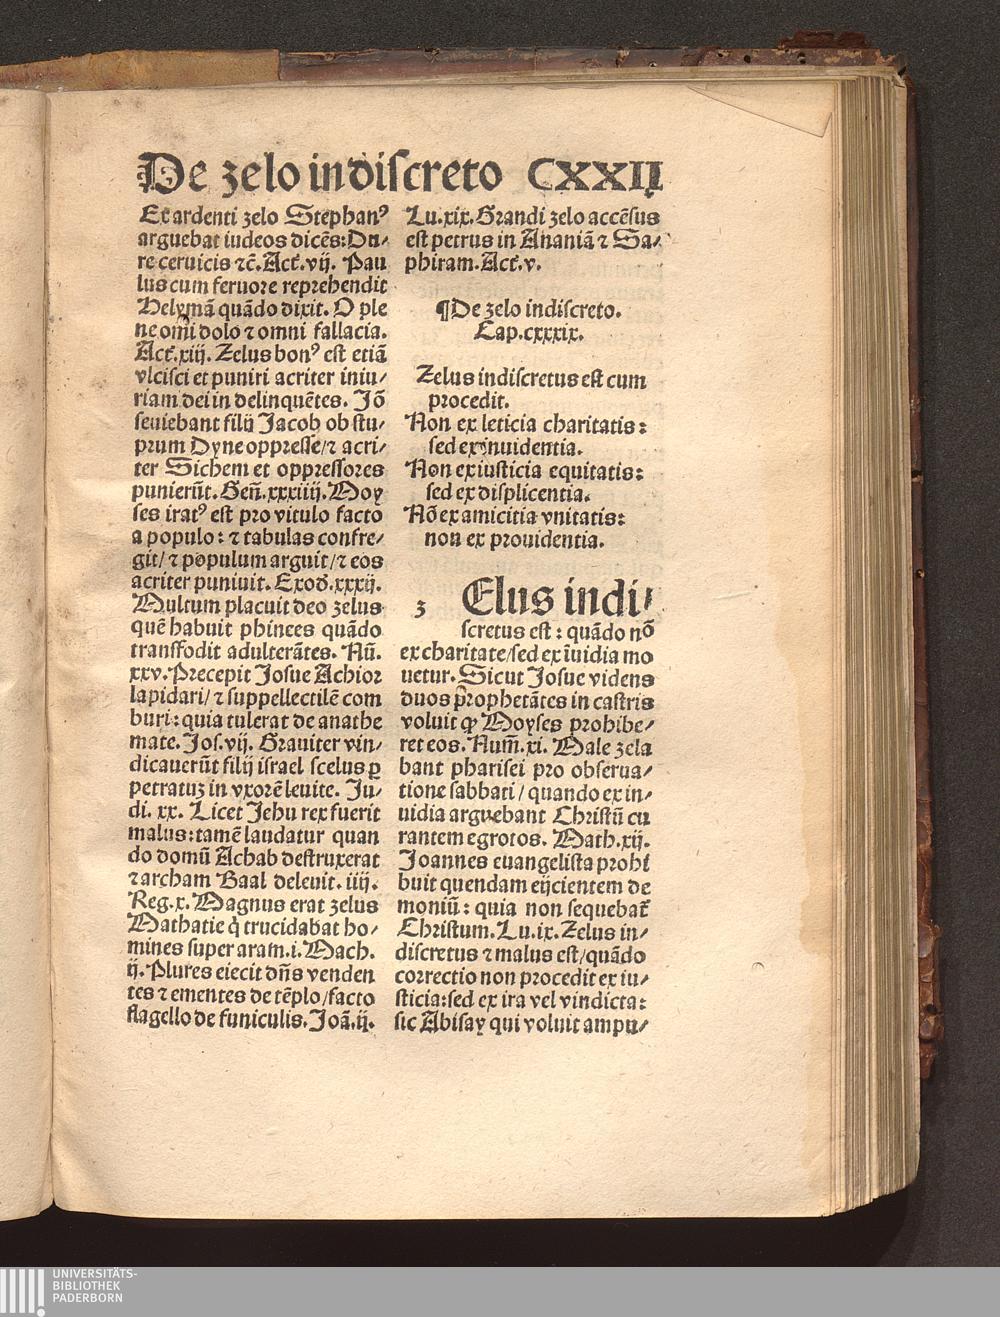 De zelo indiscreto CXXII
Et ardenti zelo Stephanꝰ
arguebat iudeos dicēs: Du⸗
re ceruicis ⁊c̄. Act̄. vij. Pau
lus cum feruore reprehendit
Helymā quādo dixit. O ple
ne omī dolo ⁊ omni fallacia.
Act̄. xiij. Zelus bonꝰ est etiā
vlcisci et puniri acriter iniu⸗
riam dei in delinquētes. Iō
seuiebant filij Jacob ob stu⸗
prum Dyne oppresse/⁊ acri⸗
ter Sichem et oppressores
punierūt. Geñ. xxxiiij. Moy
ses iratꝰ est pro vitulo facto
a populo: ⁊ tabulas confre⸗
git/ ⁊ populum arguit/⁊ eos
acriter puniuit. Exod̄. xxxij.
Multum placuit deo zelus
quē habuit phinees quādo
transfodit adulterātes. Nū.
xxv. Precepit Josue Achior
lapidari/ ⁊ suppellectilē com
buri: quia tulerat de anathe
mate. Jos. vij. Grauiter vin⸗
dicauerūt filij israel scelus ꝑ
petratuꝫ in vxorē leuite. Ju⸗
di. xx. Licet Jehu rex fuerit
malus: tamē laudatur quan
do domū Achab destruxerat
⁊ archam Baal deleuit. iiij.
Reg. x. Magnus erat zelus
Mathatie q̇ trucidabat ho⸗
mines super aram. i. Mach.
ij. Plures eiecit dñs venden
tes ⁊ ementes de tēplo/facto
flagello de funiculis. Joā. ij.
Lu. xix. Grandi zelo accēsus
est petrus in Ananiā ⁊ Sa⸗
phiram. Act̄. v.
¶De zelo indiscreto.
Cap. cxxxix.
Zelus indiscretus est cum
procedit.
Non ex leticia charitatis:
sed ex inuidentia.
Non ex iusticia equitatis:
sed ex displicentia.
Nō ex amicitia vnitatis:
non ex prouidentia.
z Elus indi⸗
scretus est: quādo nō
ex charitate/sed ex īuidia mo
uetur. Sicut Josue videns
duos prophetātes in castris
voluit ꝙ Moyses prohibe⸗
ret eos. Num̄. xi. Male zela
bant pharisei pro obserua⸗
tione sabbati/ quando ex in⸗
uidia arguebant Christū cu
rantem egrotos. Math. xij.
Joannes euangelista prohi
buit quendam eijcientem de
moniū: quia non sequebat̄
Christum. Lu. ix. Zelus in⸗
discretus ⁊ malus est/quādo
correctio non procedit ex iu⸗
sticia: sed ex ira vel vindicta:
sic Abisay qui voluit ampu⸗
UNIVERSITÄTS-
BIBLIOTHEK
PADERBORN